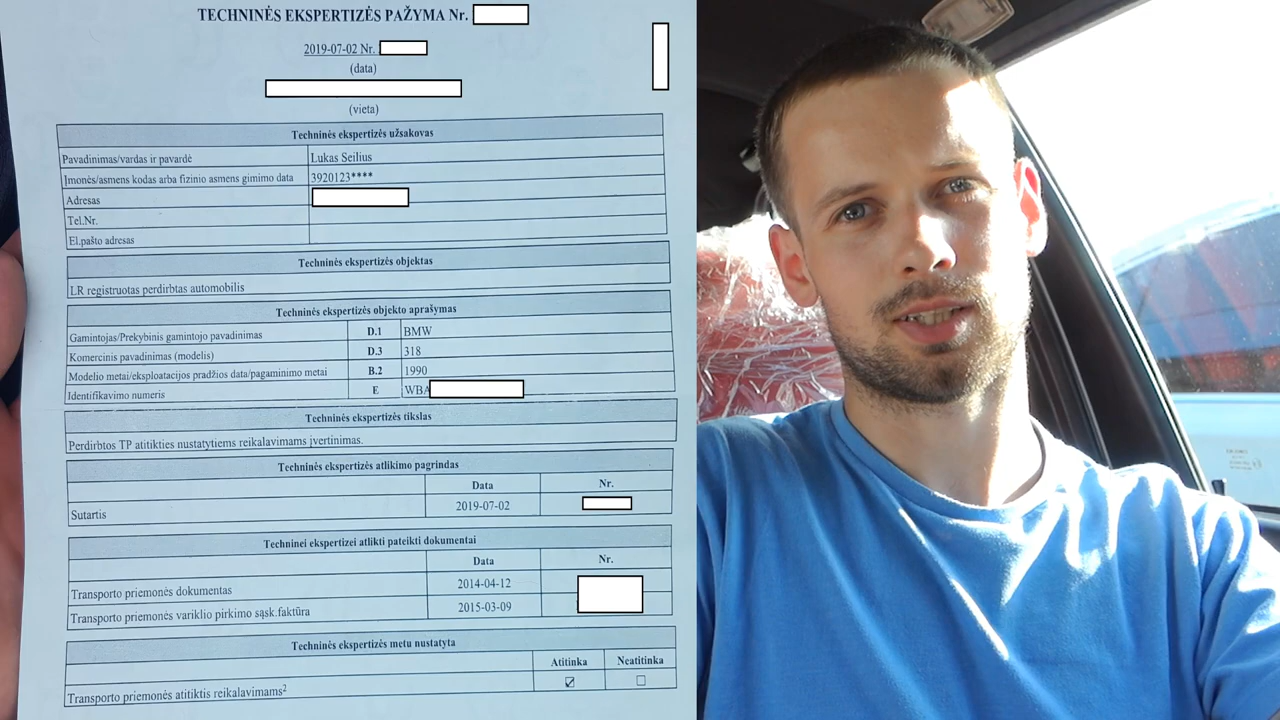 TECHNINĖS EKSPERTIZĖS PAŽYMA Nr.
2019-07-02 Nr.
(data)
(vieta)
Techninės ekspertizės užsakovas
Pavadinimas/vardas ir pavardė Lukas Seilius
Įmonės/asmens kodas arba fizinio asmens gimimo data 3920123****
Adresas
Tel.Nr.
El.pašto adresas
Techninės ekspertizės objektas
LR registruotas perdirbtas automobilis
Techninės ekspertizės objekto aprašymas
Gamintojas/Prekybinis gamintojo pavadinimas D.1 BMW
Komercinis pavadinimas (modelis) D.3 318
Modelio metai/eksploatacijos pradžios data/pagaminimo metai B.2 1990
Identifikavimo numeris E WBA
Techninės ekspertizės tikslas
Perdirbtos TP atitikties nustatytiems reikalavimams įvertinimas.
Techninės ekspertizės atlikimo pagrindas
Data Nr.
Sutartis 2019-07-02
Techninei ekspertizei atlikti pateikti dokumentai
Data Nr.
Transporto priemonės dokumentas 2014-04-12
Transporto priemonės variklio pirkimo sąsk.faktūra 2015-03-09
Techninės ekspertizės metu nustatyta
Atitinka Neatitinka
Transporto priemonės atitiktis reikalavimams² ☑ ☐